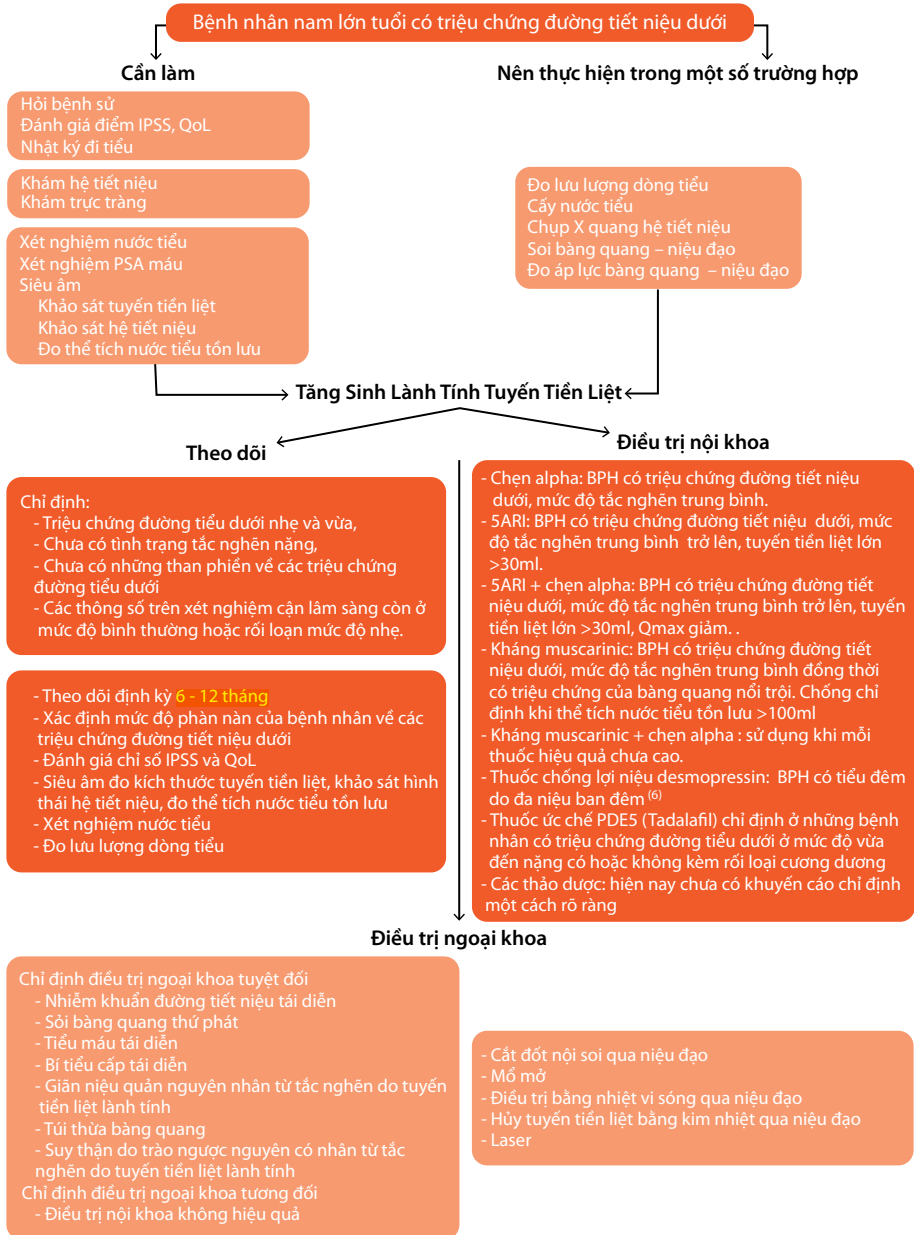 Bệnh nhân nam lớn tuổi có triệu chứng đường tiết niệu dưới
Cần làm
Nên thực hiện trong một số trường hợp
Hỏi bệnh sử
Đánh giá điểm IPSS, QoL
Nhật ký đi tiểu
Khám hệ tiết niệu
Khám trực tràng
Xét nghiệm nước tiểu
Xét nghiệm PSA máu
Siêu âm
Khảo sát tuyến tiền liệt
Khảo sát hệ tiết niệu
Đo thể tích nước tiểu tồn lưu
Đo lưu lượng dòng tiểu
Cấy nước tiểu
Chụp X quang hệ tiết niệu
Soi bàng quang – niệu đạo
Đo áp lực bàng quang – niệu đạo
Tăng Sinh Lành Tính Tuyến Tiền Liệt
Theo dõi
Chỉ định:
- Triệu chứng đường tiểu dưới nhẹ và vừa,
- Chưa có tình trạng tắc nghẽn nặng,
- Chưa có những than phiền về các triệu chứng
đường tiểu dưới
- Các thông số trên xét nghiệm cận lâm sàng còn ở
mức độ bình thường hoặc rối loạn mức độ nhẹ.
- Theo dõi định kỳ 6 - 12 tháng
- Xác định mức độ phàn nàn của bệnh nhân về các
triệu chứng đường tiết niệu dưới
- Đánh giá chỉ số IPSS và QoL
- Siêu âm đo kích thước tuyến tiền liệt, khảo sát hình
thái hệ tiết niệu, đo thể tích nước tiểu tồn lưu
- Xét nghiệm nước tiểu
- Đo lưu lượng dòng tiểu
Điều trị nội khoa
- Chẹn alpha: BPH có triệu chứng đường tiết niệu
dưới, mức độ tắc nghẽn trung bình.
- 5ARI: BPH có triệu chứng đường tiết niệu dưới, mức
độ tắc nghẽn trung bình trở lên, tuyến tiền liệt lớn
>30ml.
- 5ARI + chẹn alpha: BPH có triệu chứng đường tiết
niệu dưới, mức độ tắc nghẽn trung bình trở lên, tuyến
tiền liệt lớn >30ml, Qmax giảm. .
- Kháng muscarinic: BPH có triệu chứng đường tiết
niệu dưới, mức độ tắc nghẽn trung bình đồng thời
có triệu chứng của bàng quang nổi trội. Chống chỉ
định khi thể tích nước tiểu tồn lưu >100ml
- Kháng muscarinic + chẹn alpha : sử dụng khi mỗi
thuốc hiệu quả chưa cao.
- Thuốc chống lợi niệu desmopressin: BPH có tiểu đêm
do đa niệu ban đêm (6)
- Thuốc ức chế PDE5 (Tadalafil) chỉ định ở những bệnh
nhân có triệu chứng đường tiểu dưới ở mức độ vừa
đến nặng có hoặc không kèm rối loại cương dương
- Các thảo dược: hiện nay chưa có khuyến cáo chỉ định
một cách rõ ràng
Điều trị ngoại khoa
Chỉ định điều trị ngoại khoa tuyệt đối
- Nhiễm khuẩn đường tiết niệu tái diễn
- Sỏi bàng quang thứ phát
- Tiểu máu tái diễn
- Bí tiểu cấp tái diễn
- Giãn niệu quản nguyên nhân từ tắc nghẽn do tuyến
tiền liệt lành tính
- Túi thừa bàng quang
- Suy thận do trào ngược nguyên có nhân từ tắc
nghẽn do tuyến tiền liệt lành tính
Chỉ định điều trị ngoại khoa tương đối
- Điều trị nội khoa không hiệu quả
- Cắt đốt nội soi qua niệu đạo
- Mổ mở
- Điều trị bằng nhiệt vi sóng qua niệu đạo
- Hủy tuyến tiền liệt bằng kim nhiệt qua niệu đạo
- Laser